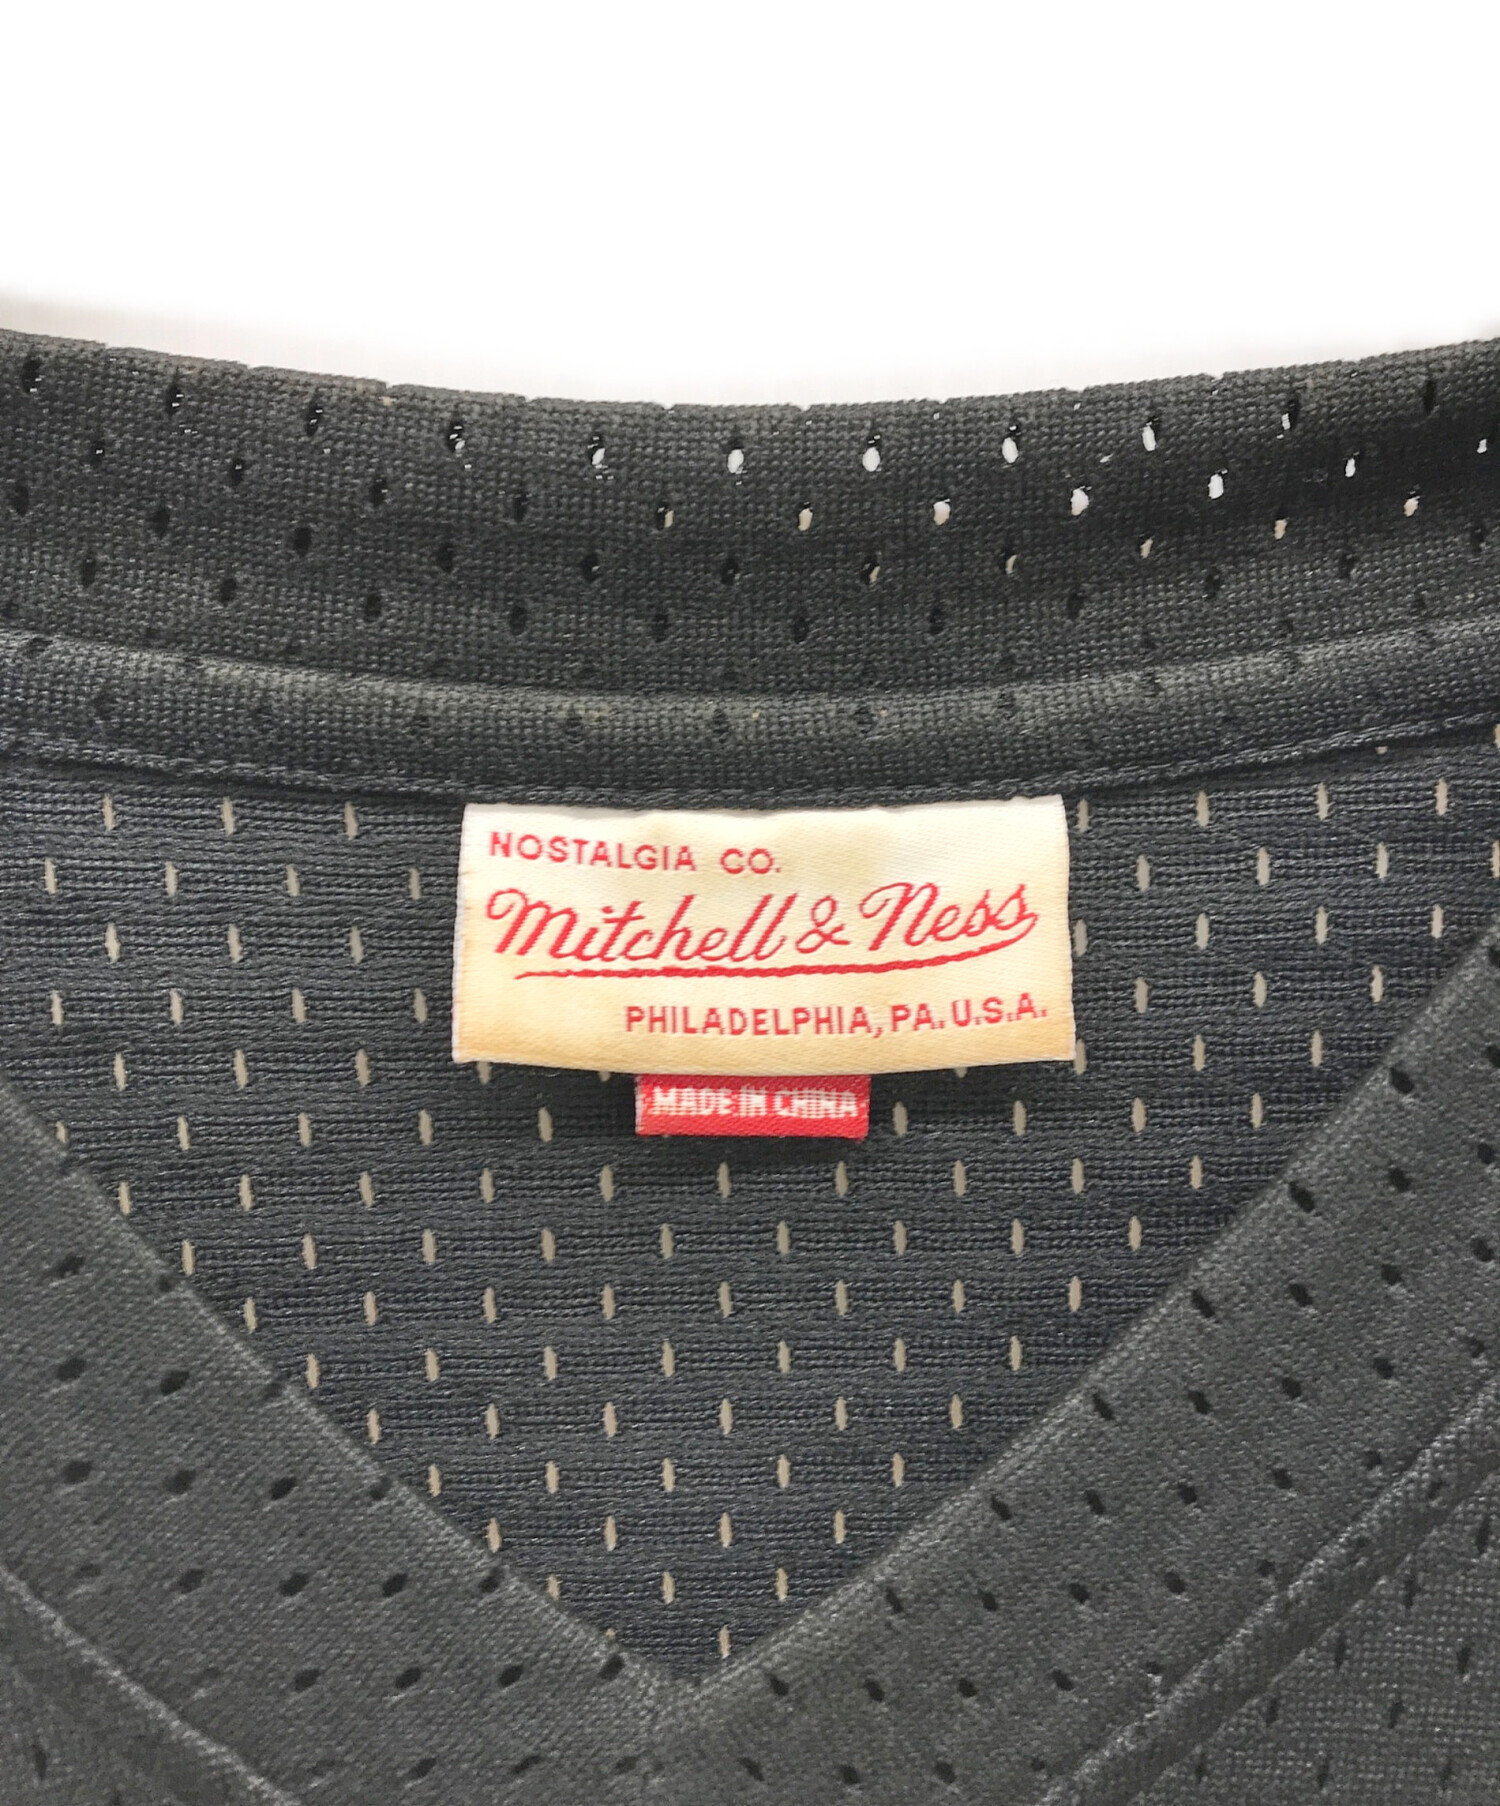 NOSTALGIA CO.
Mitchell & Ness
PHILADELPHIA, PA. U.S.A.
MADE IN CHINA